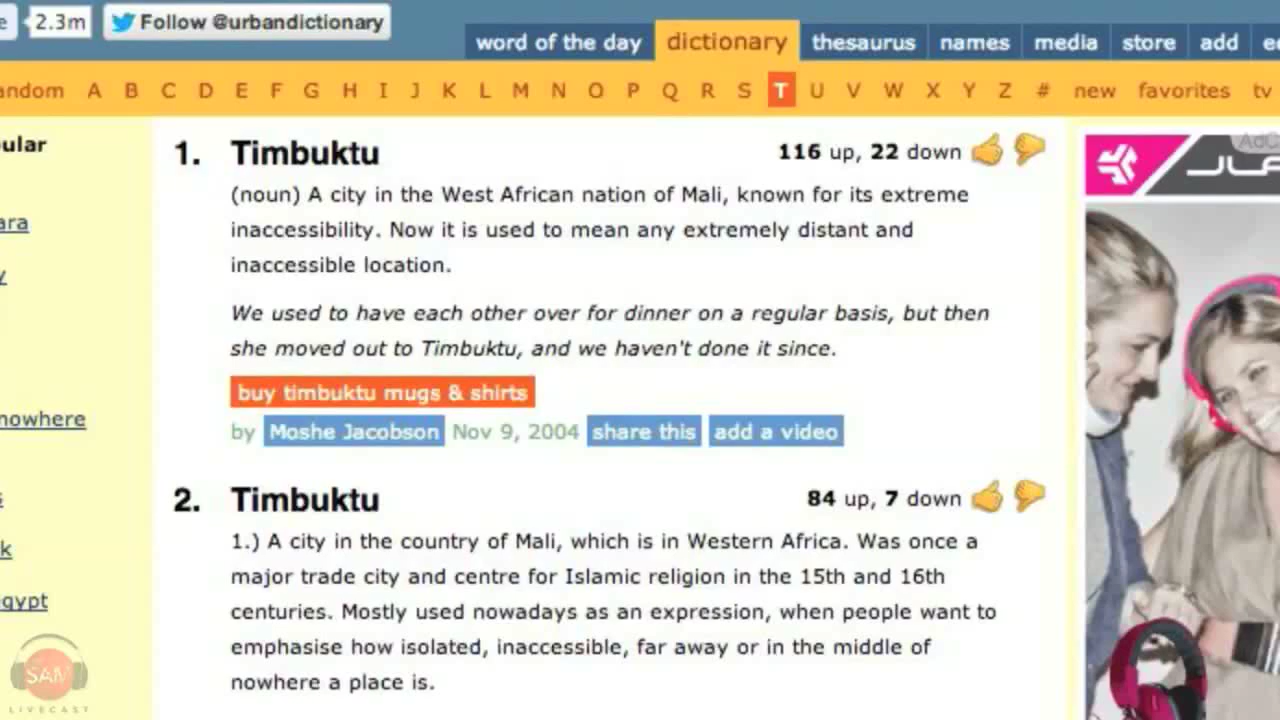 e 2.3m Follow @urbandictionary
word of the day dictionary thesaurus names media store add
andom A B C D E F G H I J K L M N O P Q R S T U V W X Y Z # new favorites tv
ular
ara
y
nowhere
s
k
gypt
1. Timbuktu 116 up, 22 down
(noun) A city in the West African nation of Mali, known for its extreme
inaccessibility. Now it is used to mean any extremely distant and
inaccessible location.
We used to have each other over for dinner on a regular basis, but then
she moved out to Timbuktu, and we haven't done it since.
buy timbuktu mugs & shirts
by Moshe Jacobson Nov 9, 2004 share this add a video
2. Timbuktu 84 up, 7 down
1.) A city in the country of Mali, which is in Western Africa. Was once a
major trade city and centre for Islamic religion in the 15th and 16th
centuries. Mostly used nowadays as an expression, when people want to
emphasise how isolated, inaccessible, far away or in the middle of
nowhere a place is.
AdC
JLA
SAM
LIVECAST